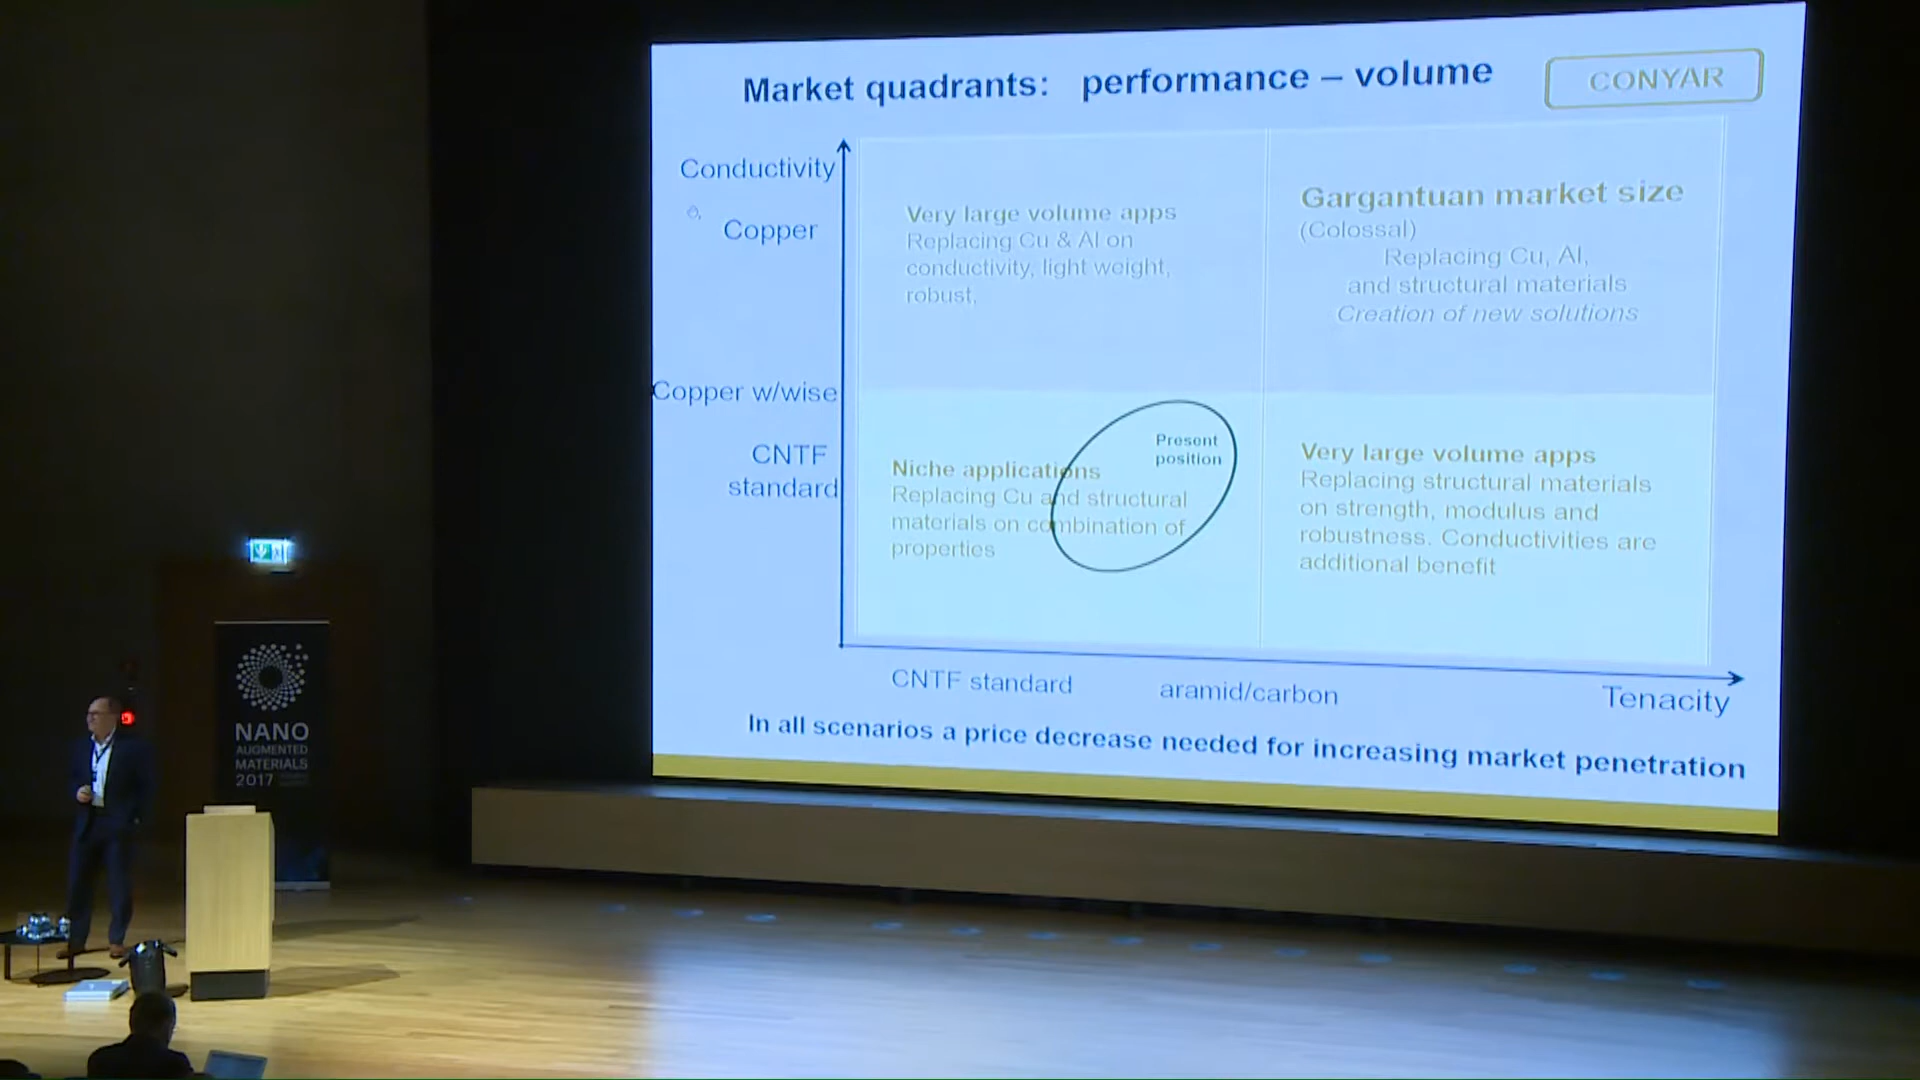 Market quadrants: performance – volume
CONYAR
Conductivity
Copper
Copper w/wise
CNTF
standard
Very large volume apps
Replacing Cu & Al on
conductivity, light weight,
robust,
Gargantuan market size
(Colossal)
Replacing Cu, Al,
and structural materials
Creation of new solutions
Niche applications
Replacing Cu and structural
materials on combination of
properties
Present
position
Very large volume apps
Replacing structural materials
on strength, modulus and
robustness. Conductivities are
additional benefit
CNTF standard
aramid/carbon
Tenacity
In all scenarios a price decrease needed for increasing market penetration
NANO
AUGMENTED
MATERIALS
2017